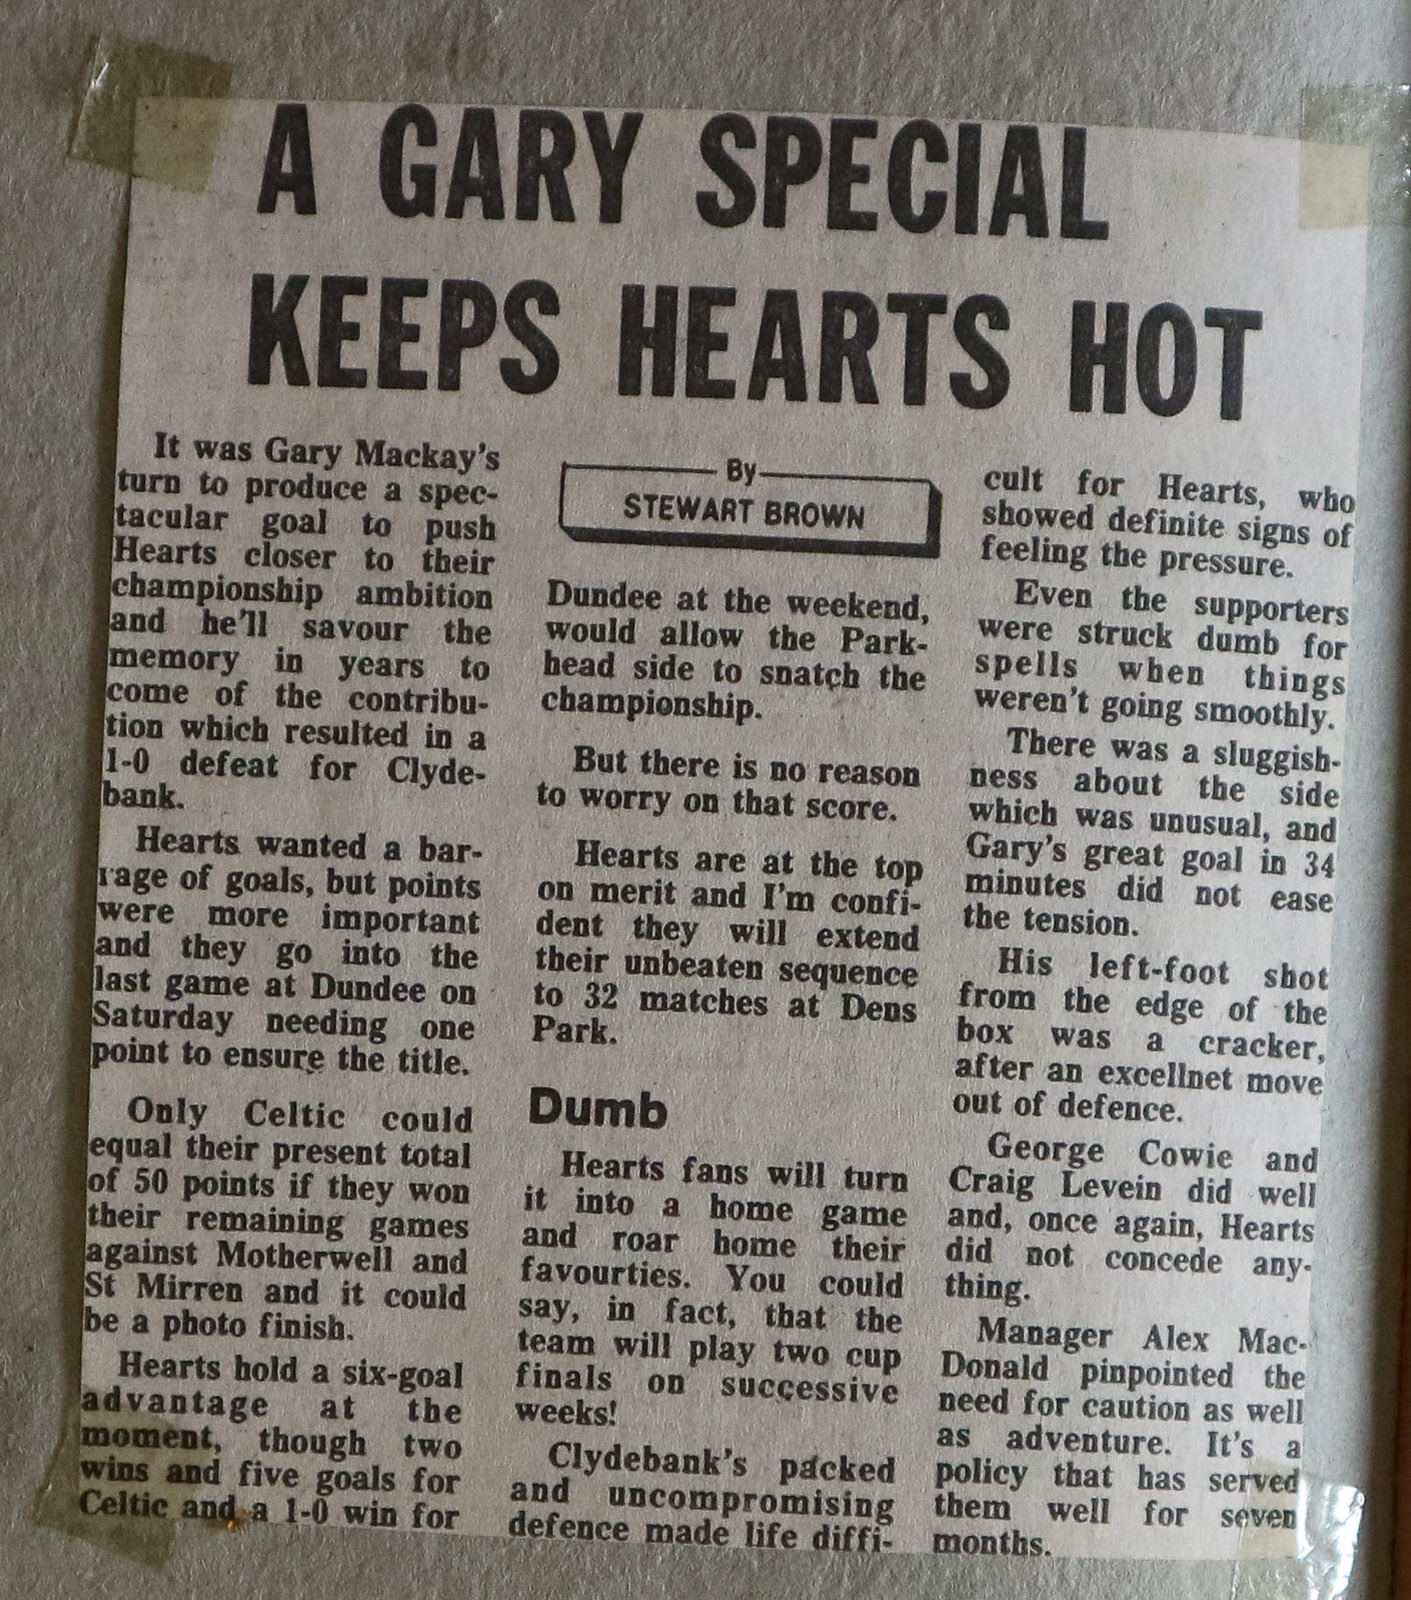 A GARY SPECIAL
KEEPS HEARTS HOT
It was Gary Mackay's
turn to produce a spec-
tacular goal to push
Hearts closer to their
championship ambition
and he'll savour the
memory in years to
come of the contribu-
tion which resulted in a
1-0 defeat for Clyde-
bank.
Hearts wanted a bar-
rage of goals, but points
were more important
and they go into the
last game at Dundee on
Saturday needing one
point to ensure the title.
Only Celtic could
equal their present total
of 50 points if they won
their remaining games
against Motherwell and
St Mirren and it could
be a photo finish.
Hearts hold a six-goal
advantage at the
moment, though two
wins and five goals for
Celtic and a 1-0 win for
By
STEWART BROWN
Dundee at the weekend,
would allow the Park-
head side to snatch the
championship.
But there is no reason
to worry on that score.
Hearts are at the top
on merit and I'm confi-
dent they will extend
their unbeaten sequence
to 32 matches at Dens
Park.
Dumb
Hearts fans will turn
it into a home game
and roar home their
favourties. You could
say, in fact, that the
team will play two cup
finals on successive
weeks!
Clydebank's packed
and uncompromising
defence made life diffi-
cult for Hearts, who
showed definite signs of
feeling the pressure.
Even the supporters
were struck dumb for
spells when things
weren't going smoothly.
There was a sluggish-
ness about the side
which was unusual, and
Gary's great goal in 34
minutes did not ease
the tension.
His left-foot shot
from the edge of the
box was a cracker,
after an excellnet move
out of defence.
George Cowie and
Craig Levein did well
and, once again, Hearts
did not concede any-
thing.
Manager Alex Mac-
Donald pinpointed the
need for caution as well
as adventure. It's a
policy that has served
them well for seven
months.